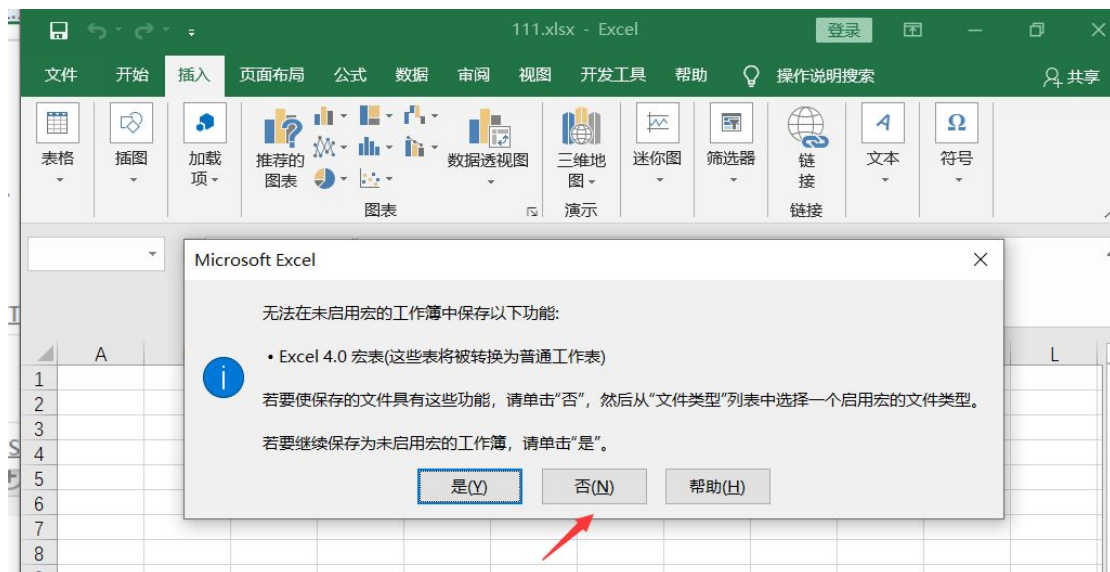 111.xlsx - Excel
登录
文件 开始 插入 页面布局 公式 数据 审阅 视图 开发工具 帮助 操作说明搜索 共享
表格 插图 加载项 推荐的图表 数据透视图 三维地图 迷你图 筛选器 链接 文本 符号
图表 演示 链接
Microsoft Excel
无法在未启用宏的工作簿中保存以下功能:
• Excel 4.0 宏表(这些表将被转换为普通工作表)
若要使保存的文件具有这些功能，请单击“否”，然后从“文件类型”列表中选择一个启用宏的文件类型。
若要继续保存为未启用宏的工作簿，请单击“是”。
是(Y) 否(N) 帮助(H)
A L
1
2
3
4
5
6
7
8